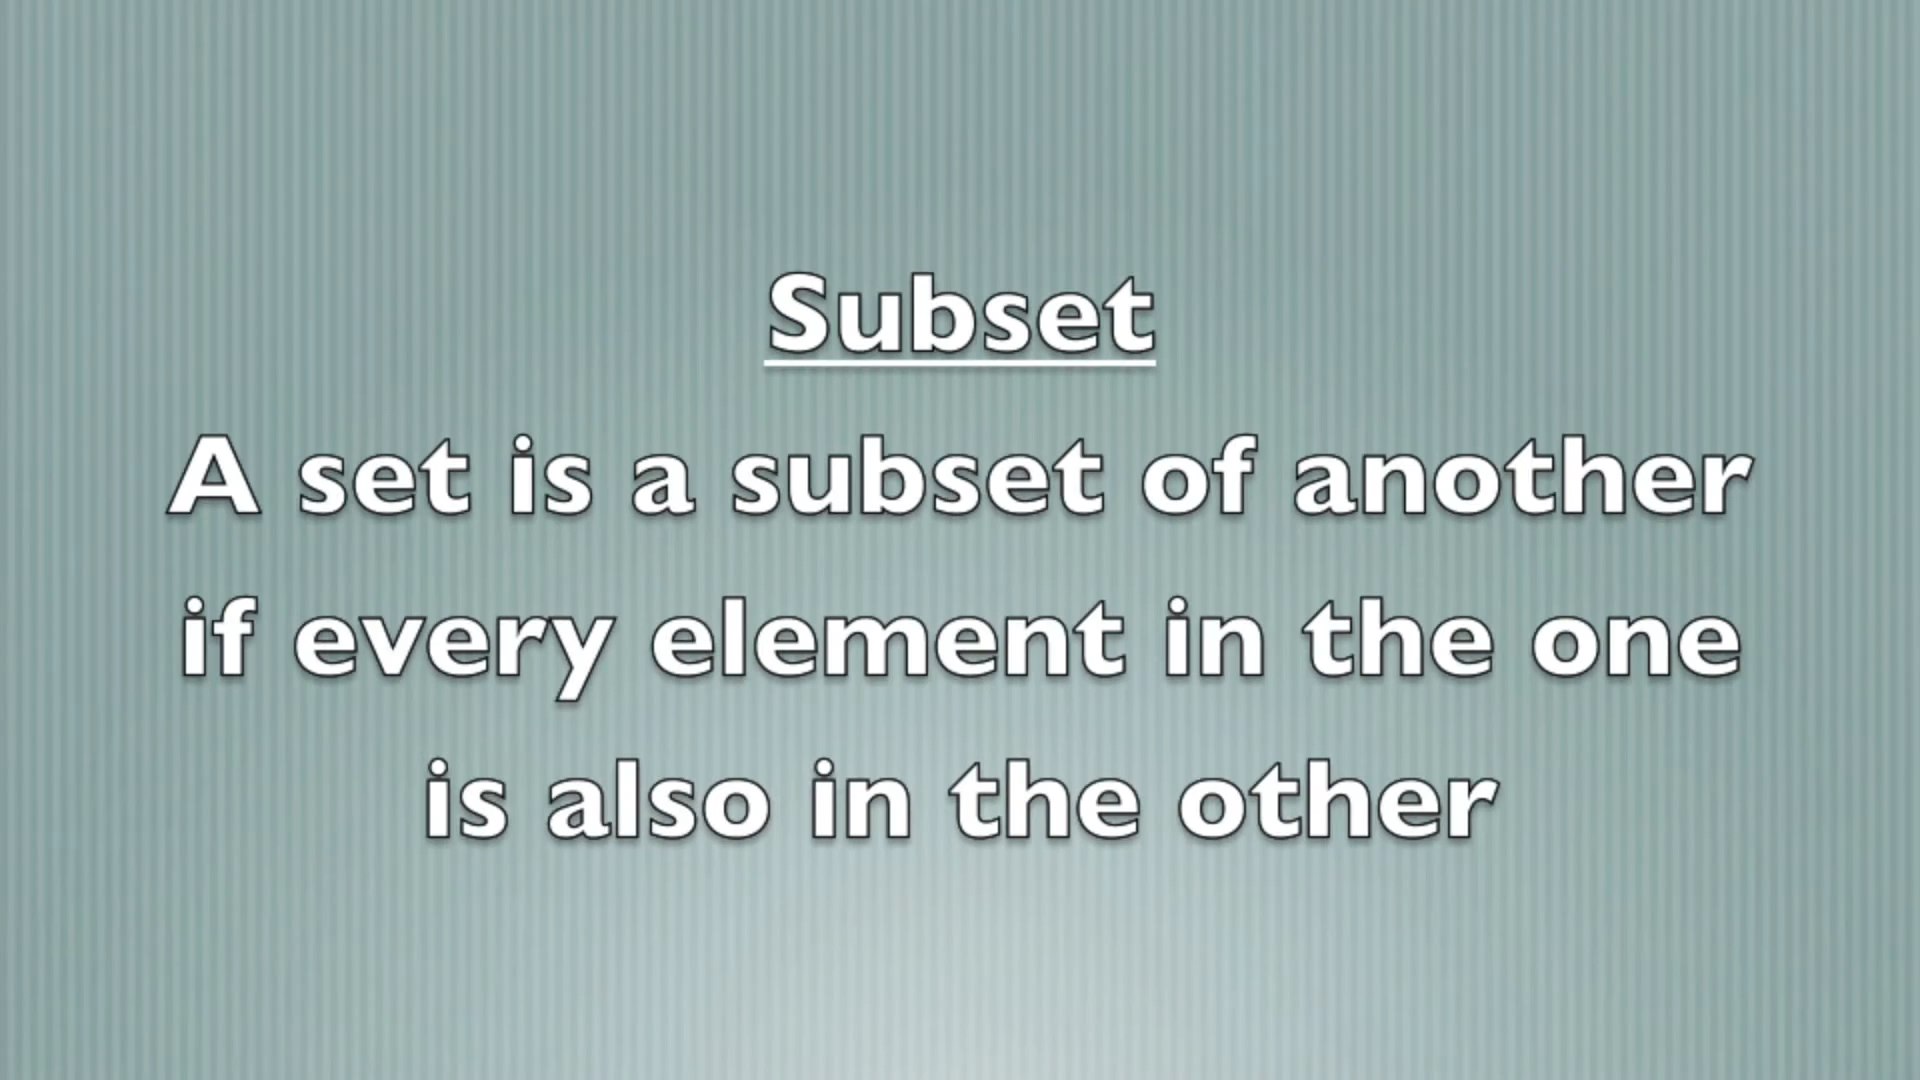 Subset
A set is a subset of another
if every element in the one
is also in the other